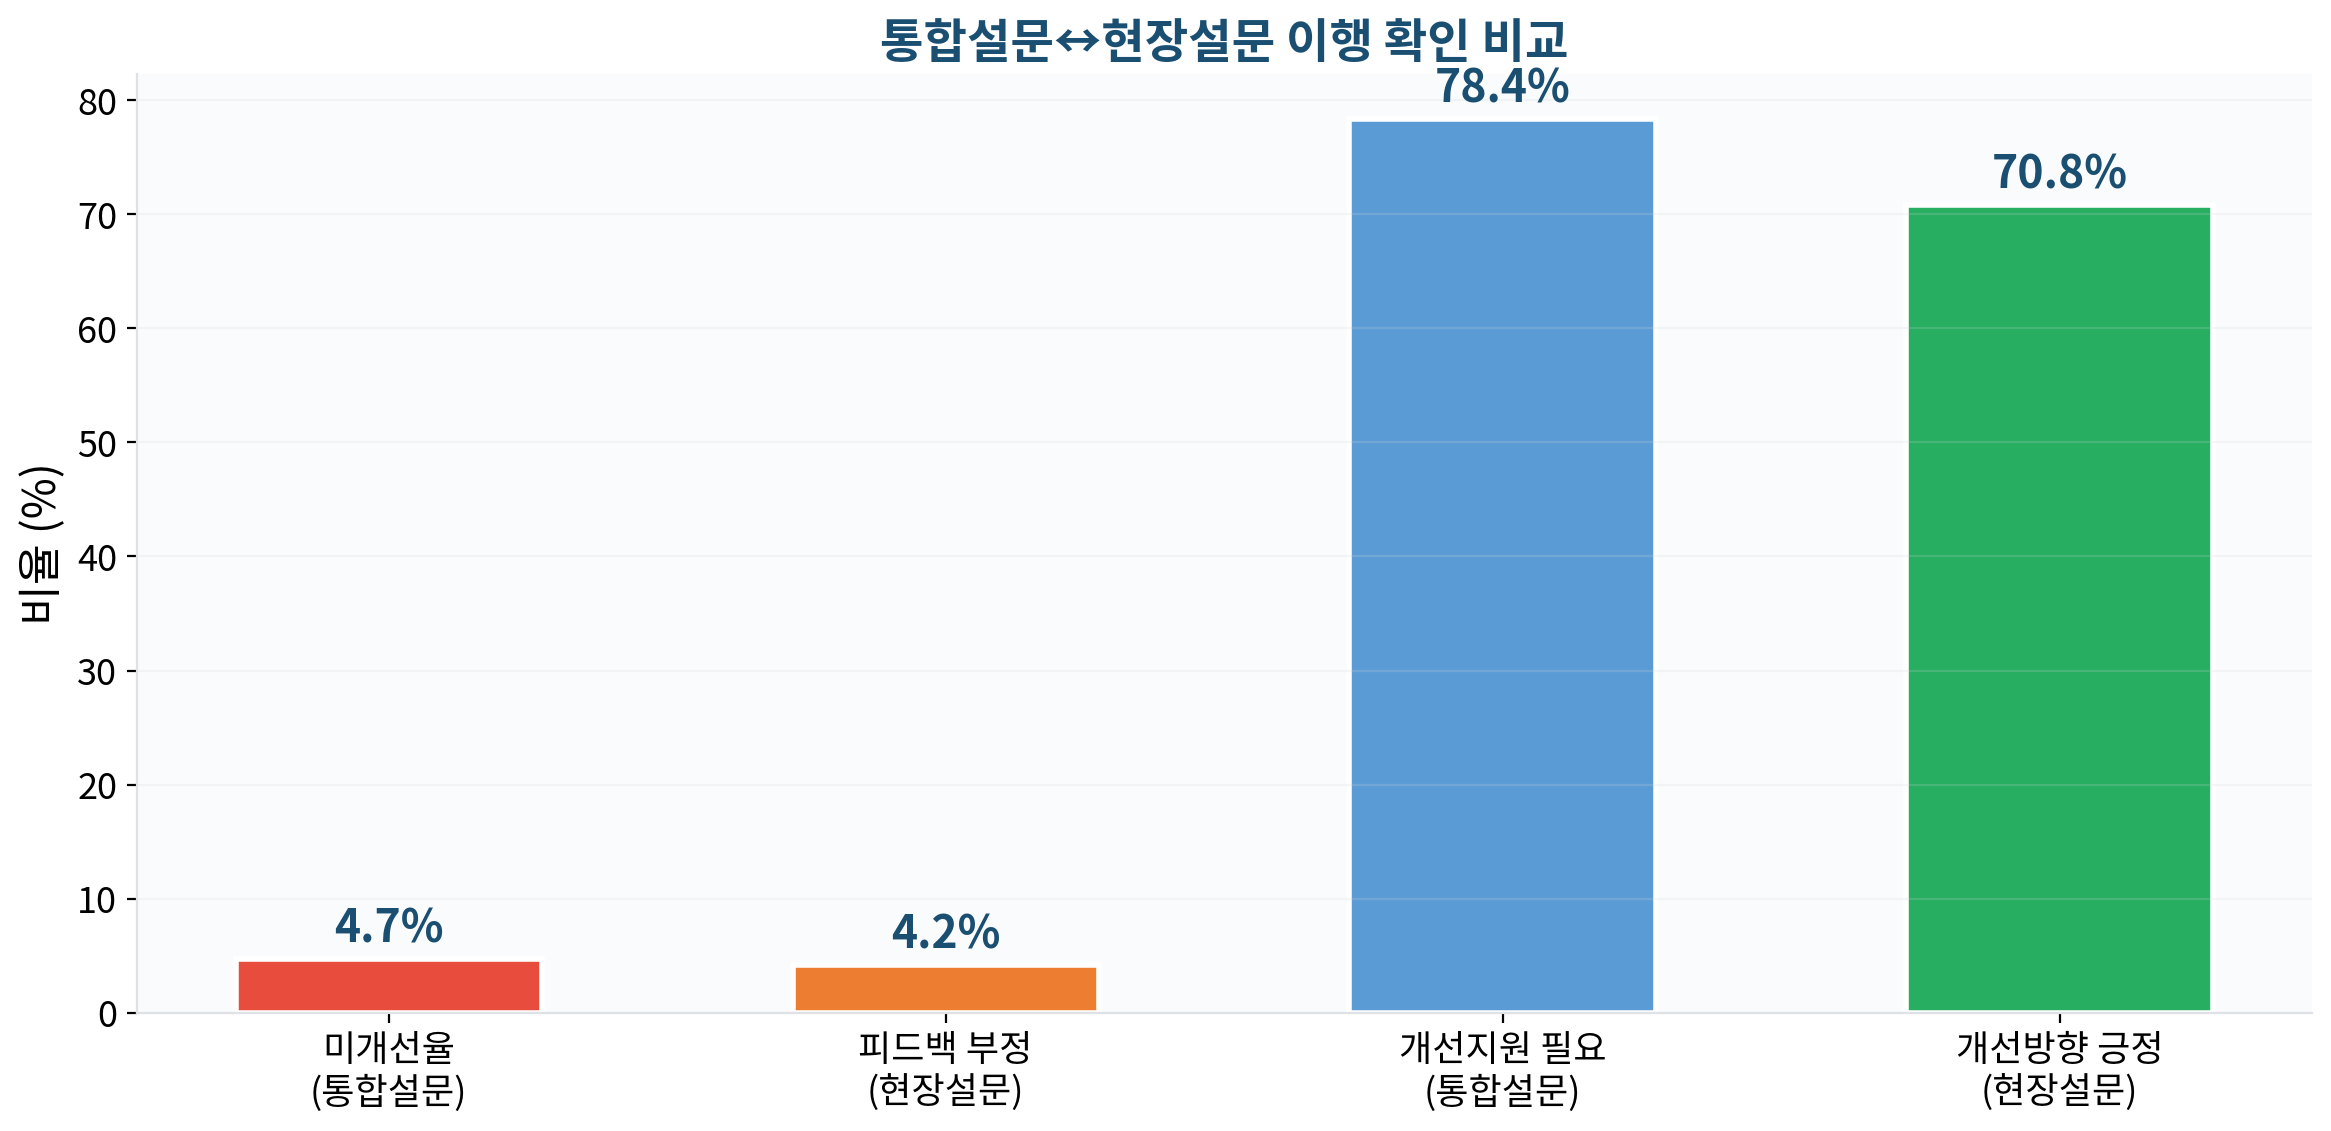 통합설문↔현장설문 이행 확인 비교
비율 (%)
80
70
60
50
40
30
20
10
0
4.7%
4.2%
78.4%
70.8%
미개선율
(통합설문)
피드백 부정
(현장설문)
개선지원 필요
(통합설문)
개선방향 긍정
(현장설문)